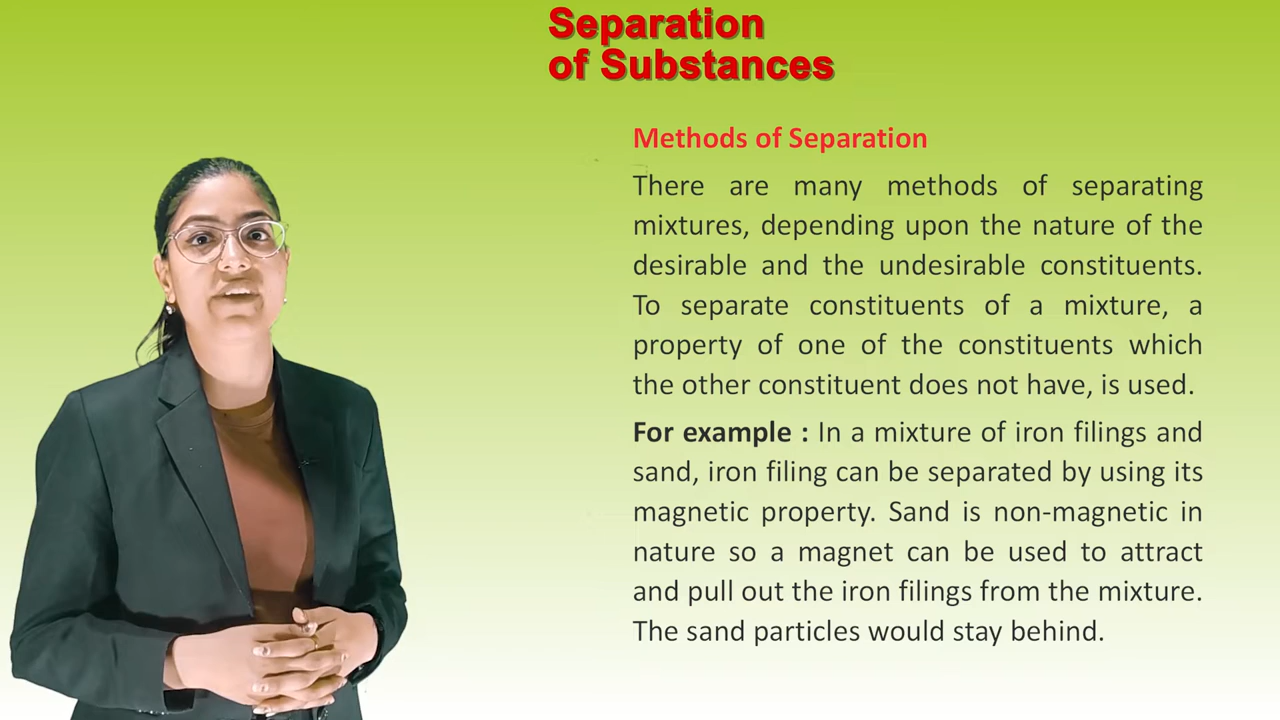 Separation
of Substances
Methods of Separation
There are many methods of separating
mixtures, depending upon the nature of the
desirable and the undesirable constituents.
To separate constituents of a mixture, a
property of one of the constituents which
the other constituent does not have, is used.
For example : In a mixture of iron filings and
sand, iron filing can be separated by using its
magnetic property. Sand is non-magnetic in
nature so a magnet can be used to attract
and pull out the iron filings from the mixture.
The sand particles would stay behind.